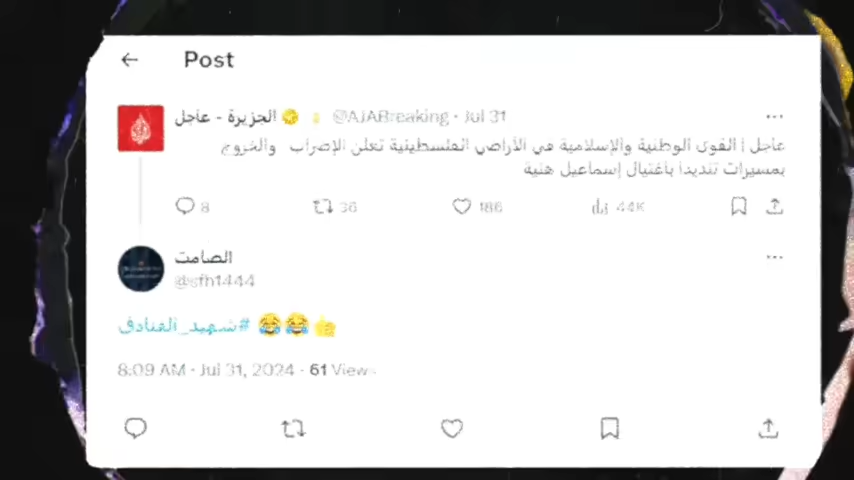 Post
الجزيرة - عاجل @AJABreaking · Jul 31
عاجل | القوى الوطنية والإسلامية في الأراضي الفلسطينية تعلن الإضراب والخروج
بمسيرات تنديدا باغتيال إسماعيل هنية
8 36 186 44K
الصامت
@sfh1444
#شهيد_الفنادق 😂😂👍
8:09 AM · Jul 31, 2024 · 61 Views